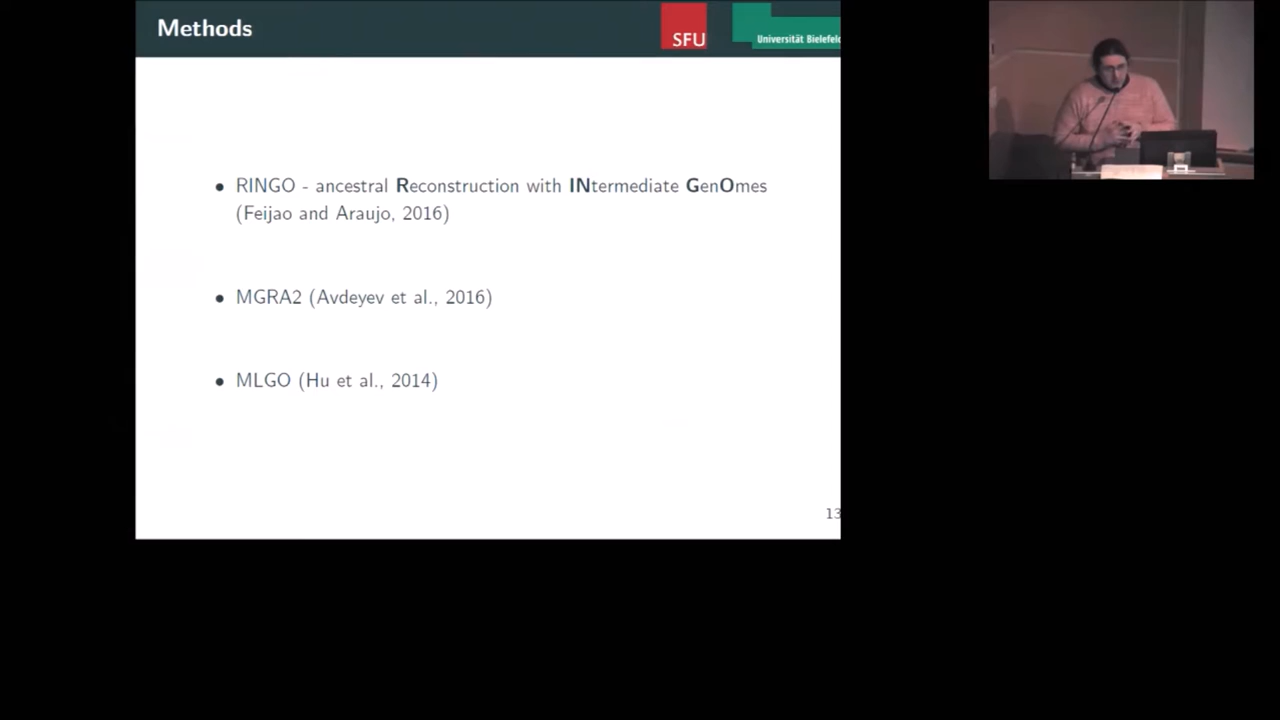 Methods
SFU
Universität Bielefeld
• RINGO - ancestral Reconstruction with INtermediate GenOmes
(Feijao and Araujo, 2016)
• MGRA2 (Avdeyev et al., 2016)
• MLGO (Hu et al., 2014)
13